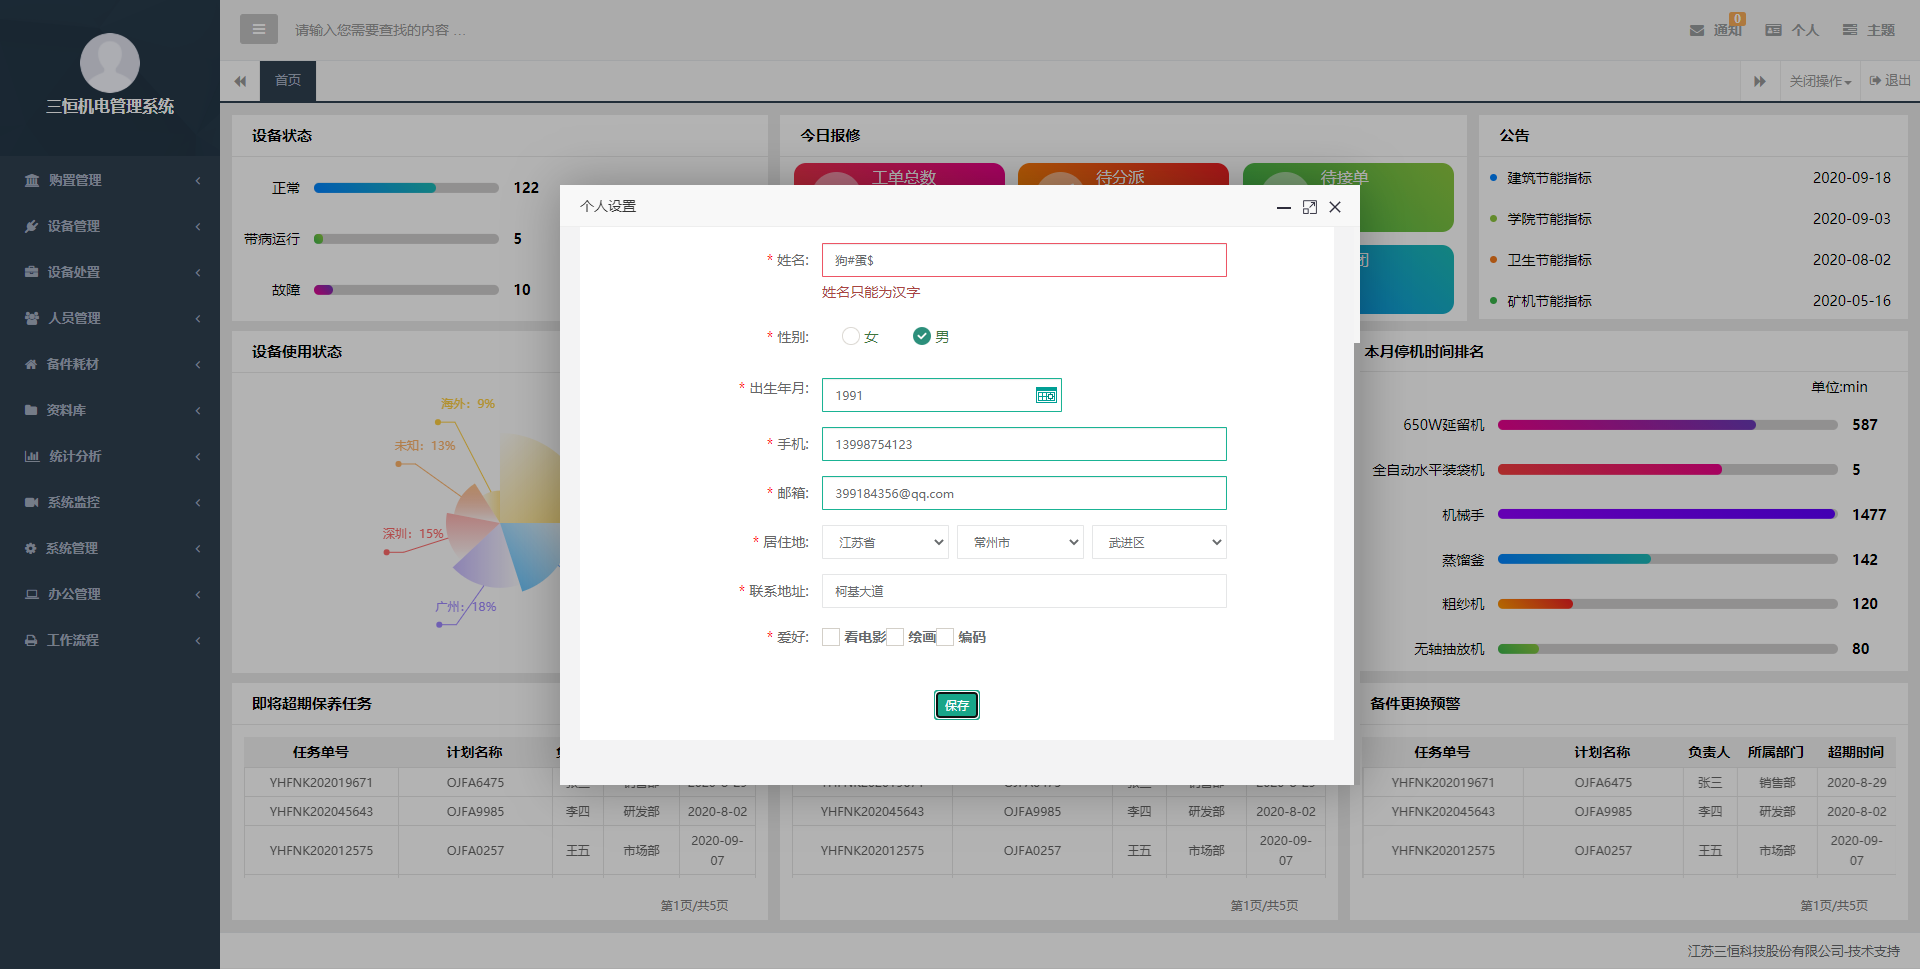 三恒机电管理系统
购置管理
设备管理
设备处置
人员管理
备件耗材
资料库
统计分析
系统监控
系统管理
办公管理
工作流程
请输入您需要查找的内容 …
通知
0
个人
主题
首页
关闭操作
退出
设备状态
正常 122
带病运行 5
故障 10
今日报修
工单总数
待分派
待接单
公告
建筑节能指标 2020-09-18
学院节能指标 2020-09-03
卫生节能指标 2020-08-02
矿机节能指标 2020-05-16
设备使用状态
海外：9%
未知：13%
深圳：15%
广州：18%
个人设置
* 姓名: 狗#蛋$
姓名只能为汉字
* 性别: 女 男
* 出生年月: 1991
* 手机: 13998754123
* 邮箱: 399184356@qq.com
* 居住地: 江苏省 常州市 武进区
* 联系地址: 柯基大道
* 爱好: 看电影 绘画 编码
保存
本月停机时间排名
单位:min
650W延留机 587
全自动水平装袋机 5
机械手 1477
蒸馏釜 142
粗纱机 120
无轴抽放机 80
即将超期保养任务
任务单号 计划名称
YHFNK202019671 OJFA6475
YHFNK202045643 OJFA9985 李四 研发部 2020-8-02
YHFNK202012575 OJFA0257 王五 市场部 2020-09-07
第1页/共5页
YHFNK202045643 OJFA9985 李四 研发部 2020-8-02
YHFNK202012575 OJFA0257 王五 市场部 2020-09-07
第1页/共5页
备件更换预警
任务单号 计划名称 负责人 所属部门 超期时间
YHFNK202019671 OJFA6475 张三 销售部 2020-8-29
YHFNK202045643 OJFA9985 李四 研发部 2020-8-02
YHFNK202012575 OJFA0257 王五 市场部 2020-09-07
第1页/共5页
江苏三恒科技股份有限公司-技术支持